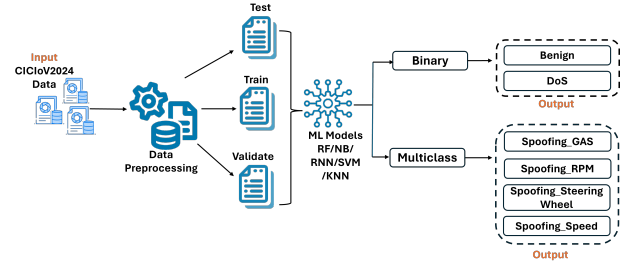 Input
CICIoV2024
Data
Data
Preprocessing
Test
Train
Validate
ML Models
RF/NB/
RNN/SVM
/KNN
Binary
Multiclass
Benign
DoS
Output
Spoofing_GAS
Spoofing_RPM
Spoofing_Steering
Wheel
Spoofing_Speed
Output